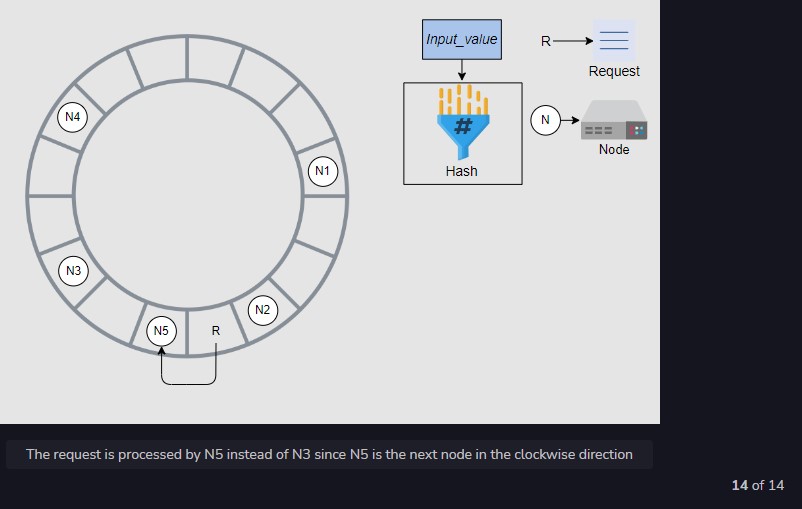 Input_value
R
Request
N4
N
N1
Node
#
Hash
N3
N2
N5
R
The request is processed by N5 instead of N3 since N5 is the next node in the clockwise direction
14 of 14